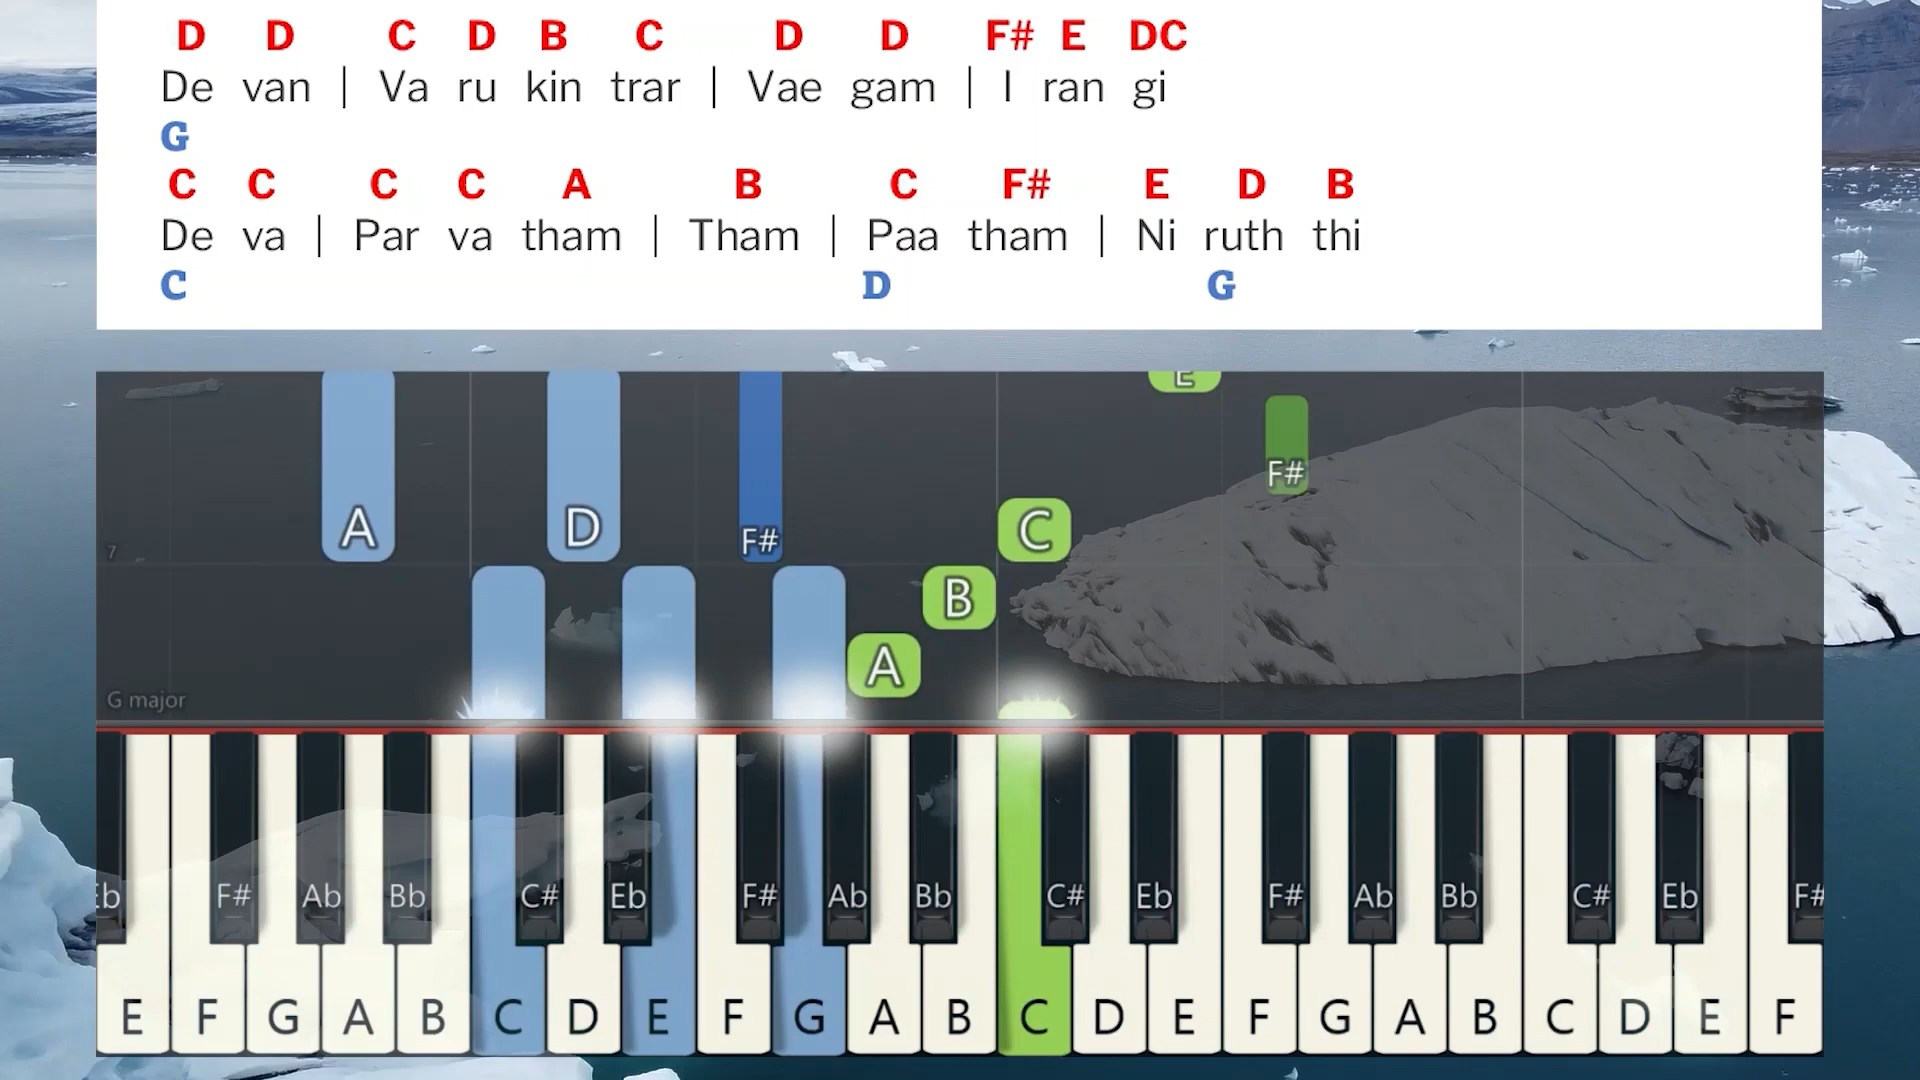 D D C D B C D D F# E DC
De van | Va ru kin trar | Vae gam | I ran gi
G
C C C C A B C F# E D B
De va | Par va tham | Tham | Paa tham | Ni ruth thi
C D G
E
F#
A D F# C
7
B
A
G major
Eb F# Ab Bb C# Eb F# Ab Bb C# Eb F# Ab Bb C# Eb F#
E F G A B C D E F G A B C D E F G A B C D E F